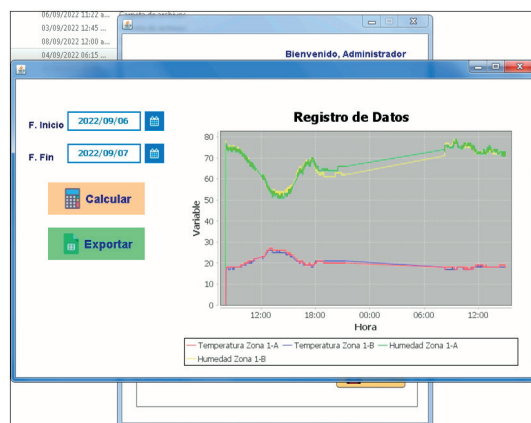 06/09/2022 11:22 a...
03/09/2022 12:45 ...
08/09/2022 12:00 a...
04/09/2022 06:15 ...
Bienvenido, Administrador
F. Inicio 2022/09/06
F. Fin 2022/09/07
Calcular
Exportar
Registro de Datos
Variable
80
70
60
50
40
30
20
10
0
12:00 18:00 00:00 06:00 12:00
Hora
Temperatura Zona 1-A Temperatura Zona 1-B Humedad Zona 1-A
Humedad Zona 1-B